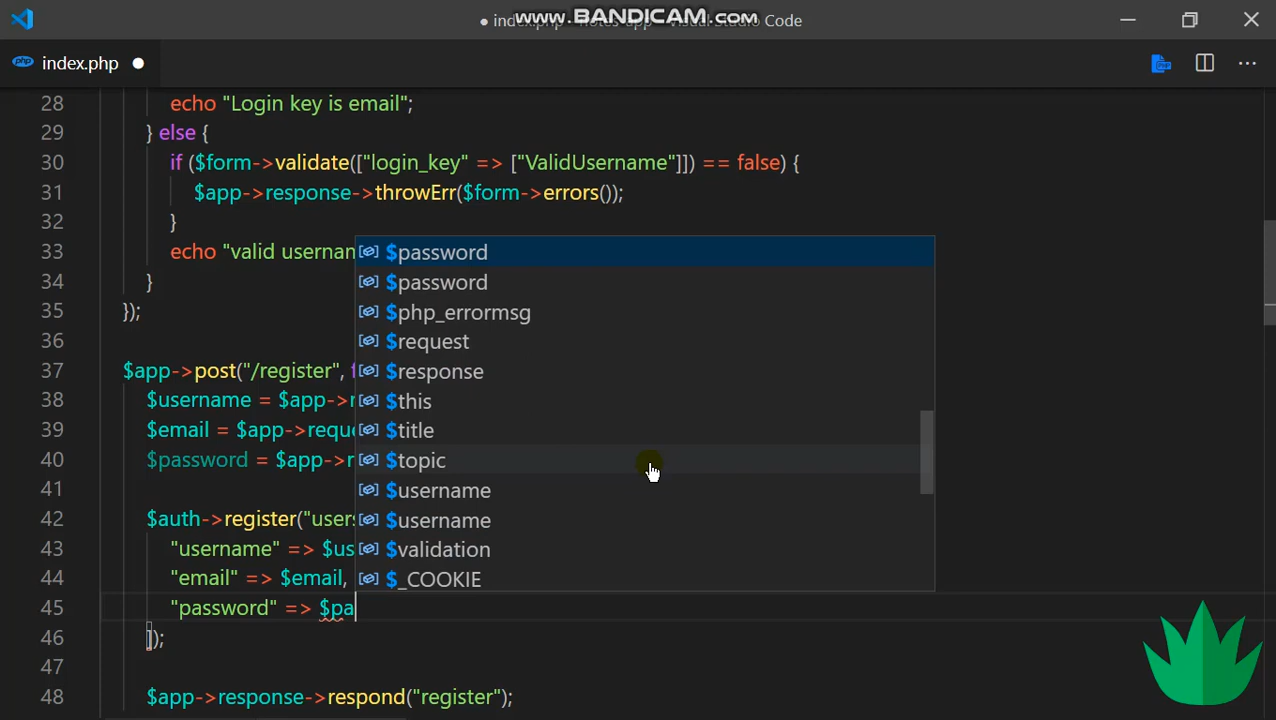 www.BANDICAM.com
● index.php - notes-app - Visual Studio Code
index.php ●
28 echo "Login key is email";
29 } else {
30 if ($form->validate(["login_key" => ["ValidUsername"]]) == false) {
31 $app->response->throwErr($form->errors());
32 }
33 echo "valid usernan
34 }
35 });
36
37 $app->post("/register", f
38 $username = $app->r
39 $email = $app->reque
40 $password = $app->r
41
42 $auth->register("users
43 "username" => $us
44 "email" => $email,
45 "password" => $pa
46 ]);
47
48 $app->response->respond("register");
$password
$password
$php_errormsg
$request
$response
$this
$title
$topic
$username
$username
$validation
$_COOKIE